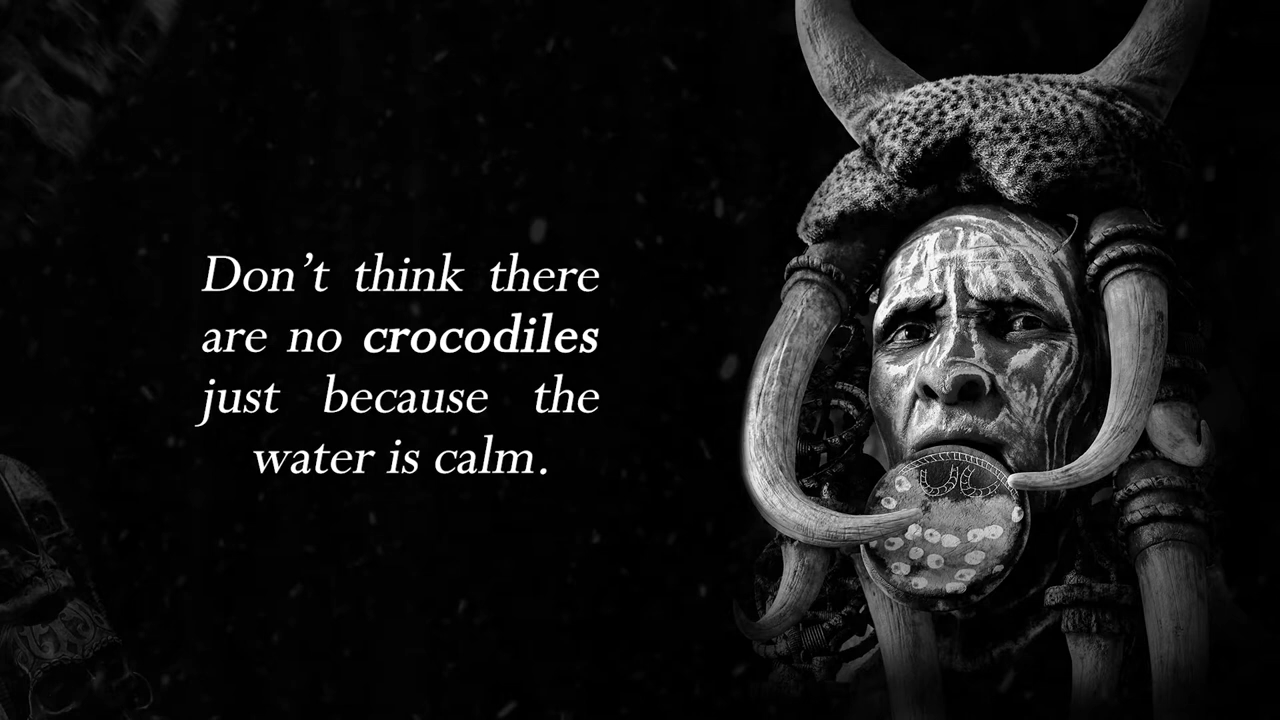 Don’t think there
are no crocodiles
just because the
water is calm.